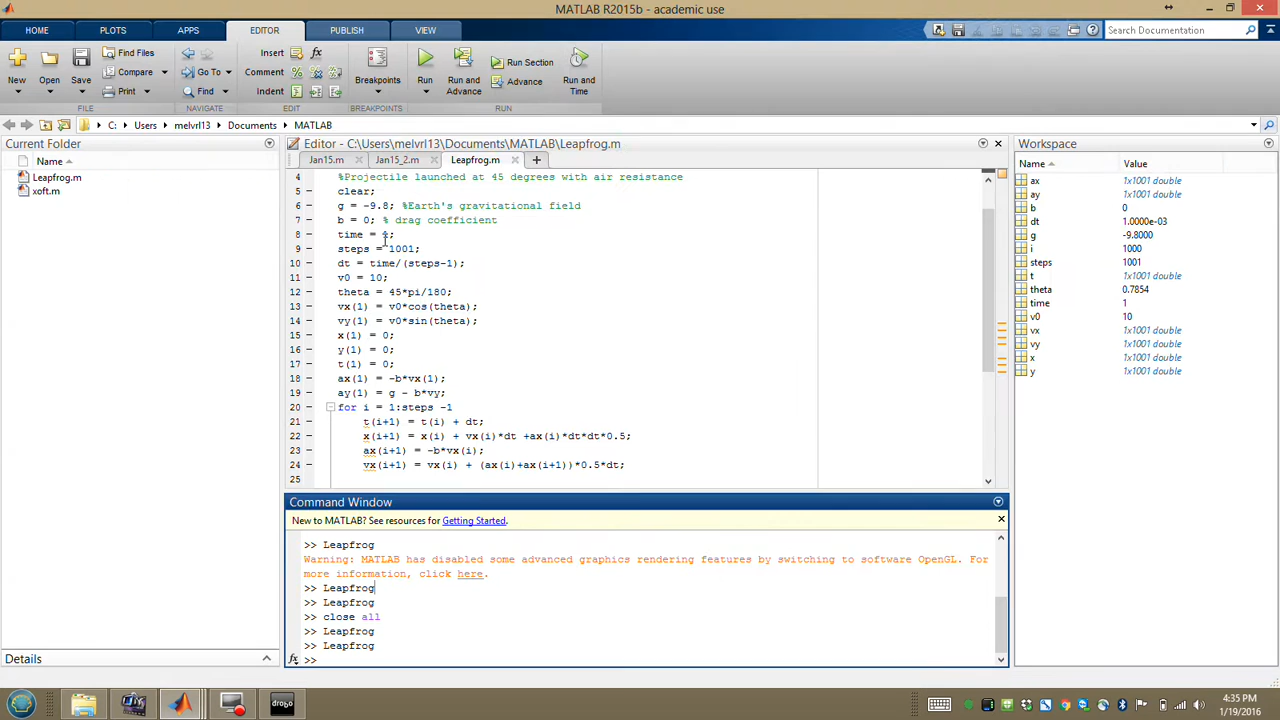 MATLAB R2015b - academic use
HOME PLOTS APPS EDITOR PUBLISH VIEW Search Documentation
New Open Save Find Files Compare Print
Go To Find
Insert fx Comment % Indent
Breakpoints Run Run and Advance Run Section Advance Run and Time
FILE NAVIGATE EDIT BREAKPOINTS RUN
C: Users melvrl13 Documents MATLAB
Current Folder
Name
Leapfrog.m
xoft.m
Details
Editor - C:\Users\melvrl13\Documents\MATLAB\Leapfrog.m
Jan15.m Jan15_2.m Leapfrog.m
4 %Projectile launched at 45 degrees with air resistance
5 – clear;
6 – g = -9.8; %Earth's gravitational field
7 – b = 0; % drag coefficient
8 – time = 1;
9 – steps = 1001;
10 – dt = time/(steps-1);
11 – v0 = 10;
12 – theta = 45*pi/180;
13 – vx(1) = v0*cos(theta);
14 – vy(1) = v0*sin(theta);
15 – x(1) = 0;
16 – y(1) = 0;
17 – t(1) = 0;
18 – ax(1) = -b*vx(1);
19 – ay(1) = g - b*vy;
20 – for i = 1:steps -1
21 – t(i+1) = t(i) + dt;
22 – x(i+1) = x(i) + vx(i)*dt +ax(i)*dt*dt*0.5;
23 – ax(i+1) = -b*vx(i);
24 – vx(i+1) = vx(i) + (ax(i)+ax(i+1))*0.5*dt;
25
Command Window
New to MATLAB? See resources for Getting Started.
>> Leapfrog
Warning: MATLAB has disabled some advanced graphics rendering features by switching to software OpenGL. For
more information, click here.
>> Leapfrog
>> Leapfrog
>> close all
>> Leapfrog
>> Leapfrog
fx >>
Workspace
Name Value
ax 1x1001 double
ay 1x1001 double
b 0
dt 1.0000e-03
g -9.8000
i 1000
steps 1001
t 1x1001 double
theta 0.7854
time 1
v0 10
vx 1x1001 double
vy 1x1001 double
x 1x1001 double
y 1x1001 double
drobo
4:35 PM
1/19/2016